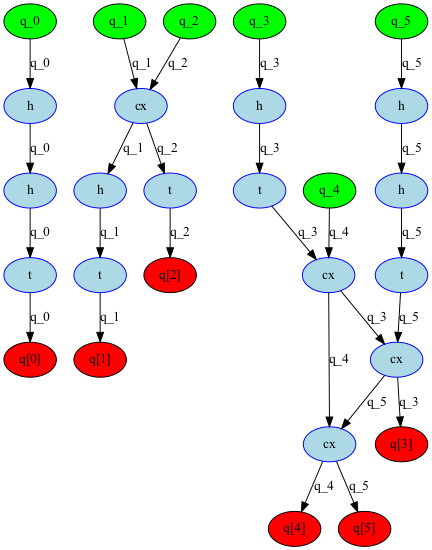 q_0 q_1 q_2 q_3 q_5
q_0 q_1 q_2 q_3 q_5
h cx h h
q_0 q_1 q_2 q_3 q_5
h h t t q_4 h
q_0 q_1 q_2 q_3 q_4 q_5
t t q[2] cx t
q_0 q_1 q_3 q_5
q[0] q[1] q_4 cx
q_5 q_3
cx q[3]
q_4 q_5
q[4] q[5]